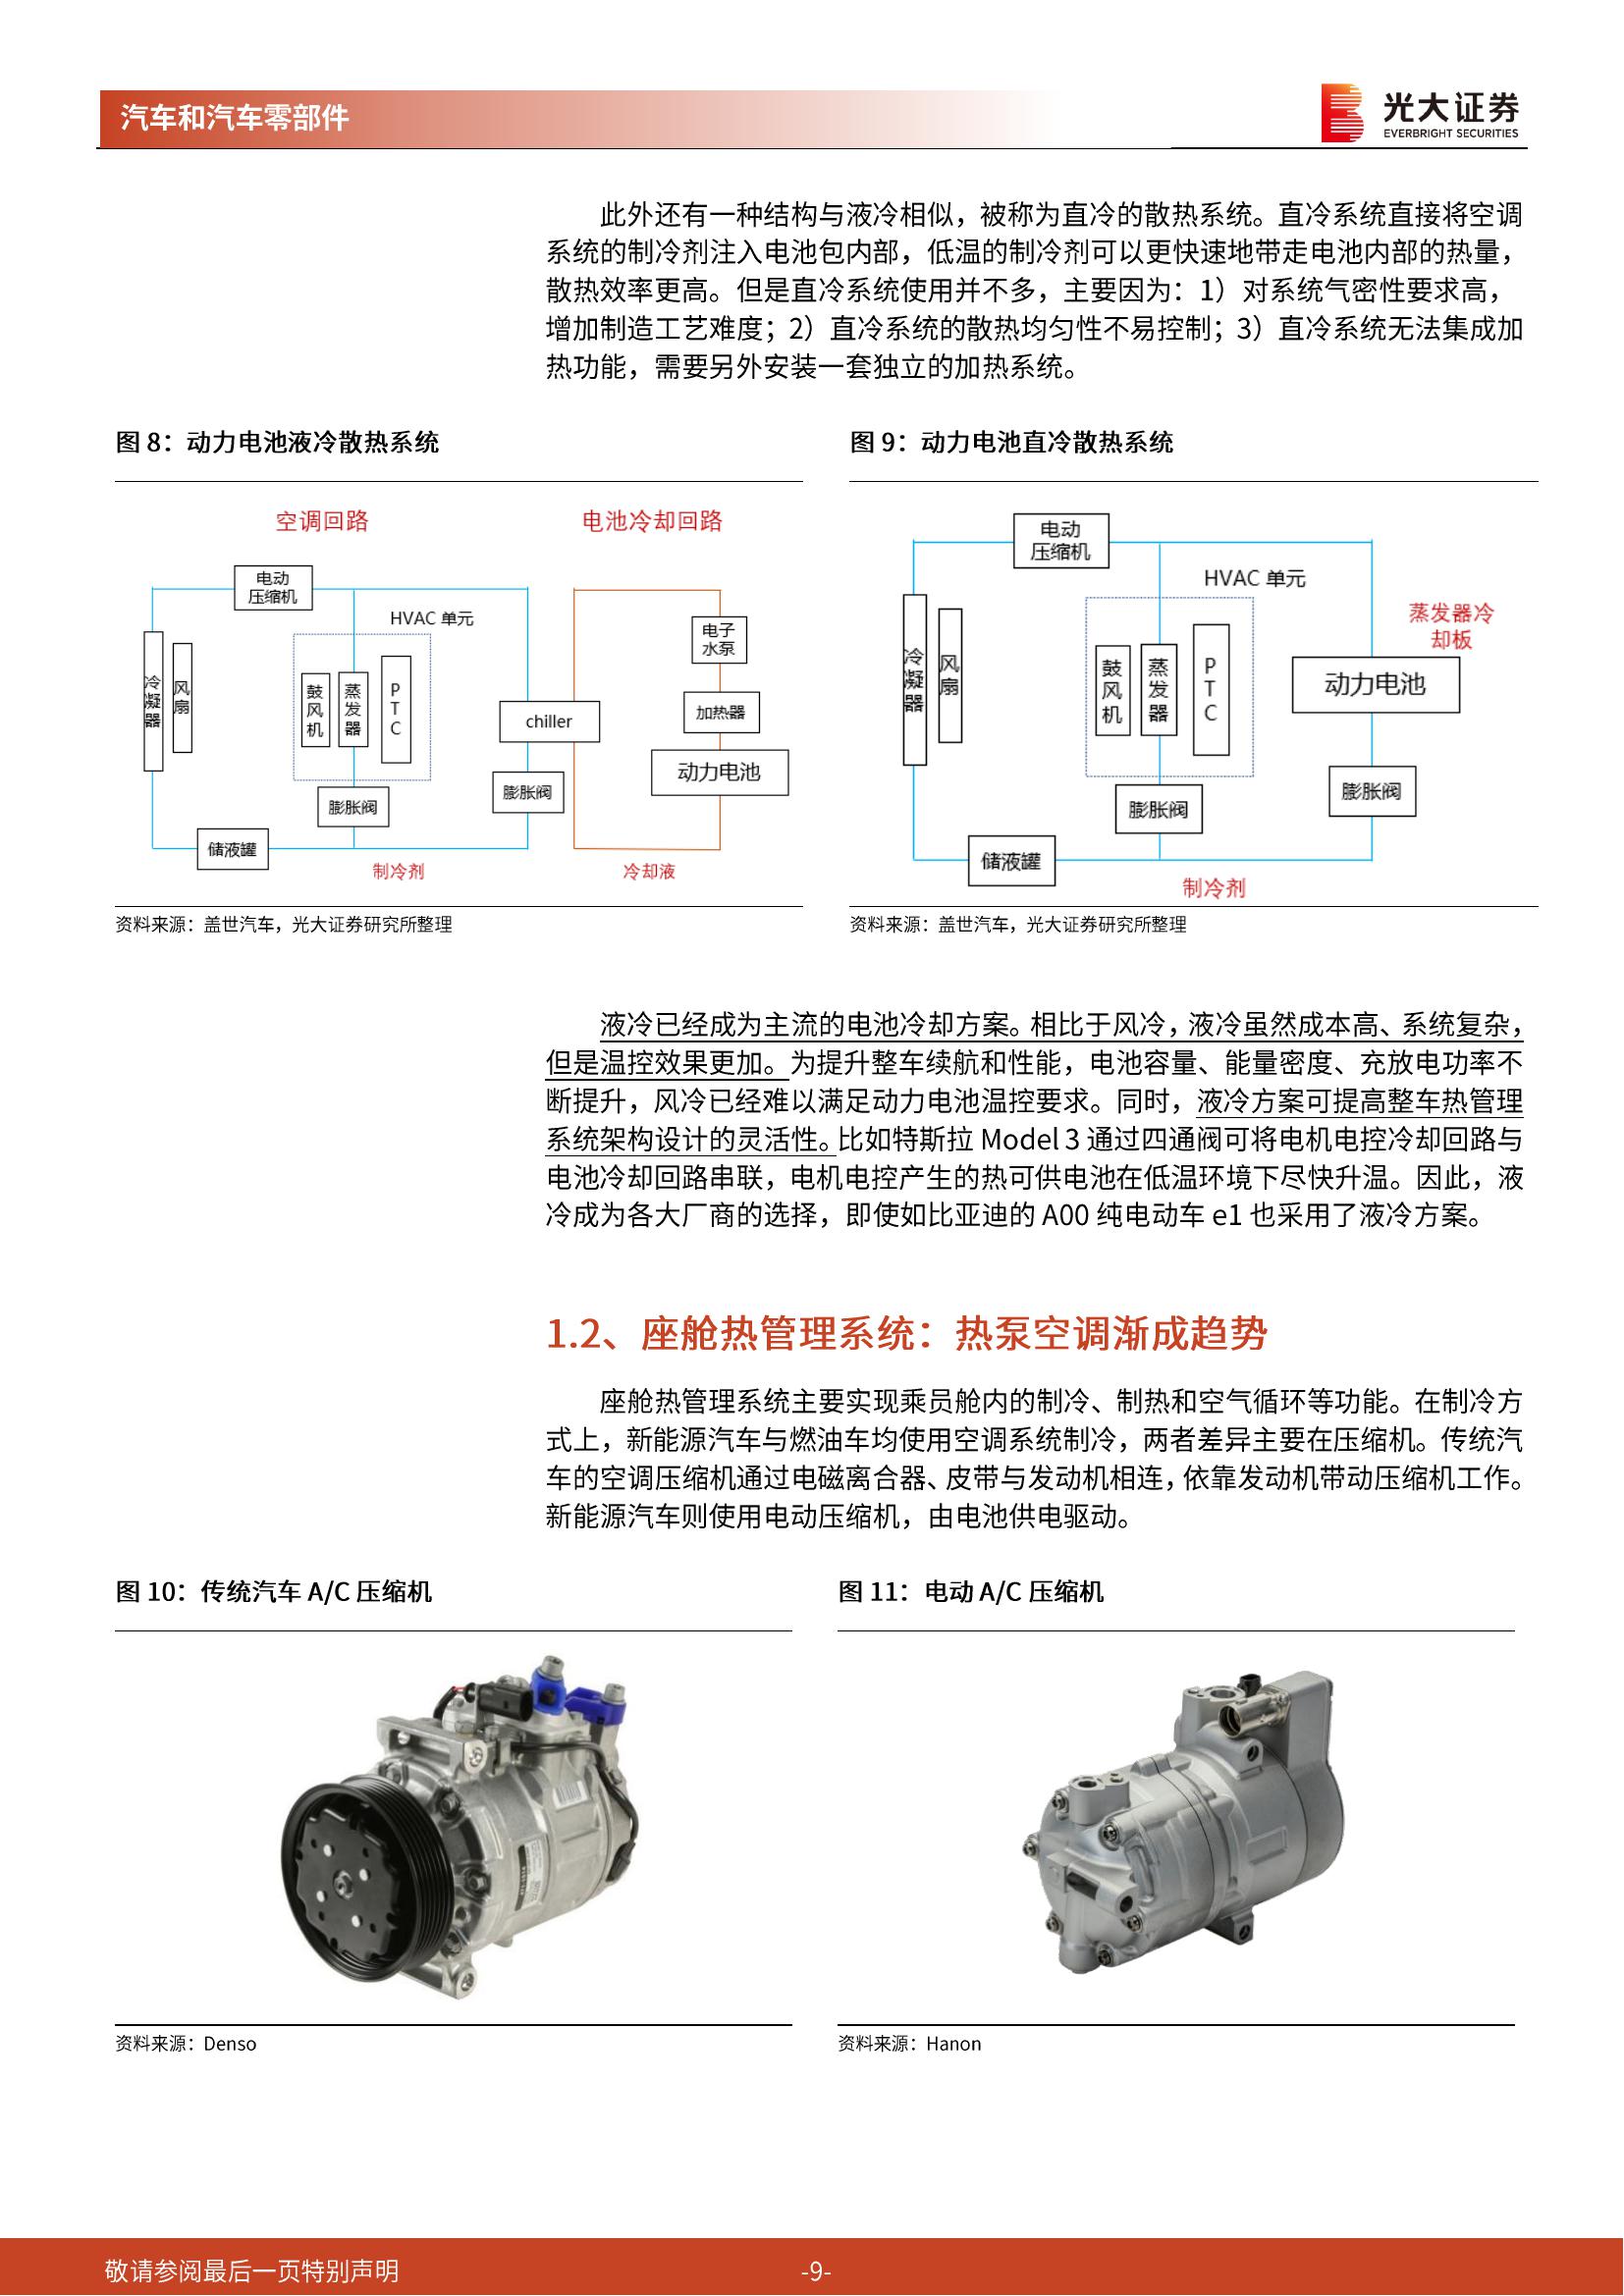 汽车和汽车零部件
光大证券
EVERBRIGHT SECURITIES
此外还有一种结构与液冷相似，被称为直冷的散热系统。直冷系统直接将空调
系统的制冷剂注入电池包内部，低温的制冷剂可以更快速地带走电池内部的热量，
散热效率更高。但是直冷系统使用并不多，主要因为：1）对系统气密性要求高，
增加制造工艺难度；2）直冷系统的散热均匀性不易控制；3）直冷系统无法集成加
热功能，需要另外安装一套独立的加热系统。
图 8：动力电池液冷散热系统
空调回路
电池冷却回路
电动
压缩机
HVAC 单元
冷凝器
风扇
鼓风机
蒸发器
PTC
chiller
电子
水泵
加热器
动力电池
膨胀阀
膨胀阀
储液罐
制冷剂
冷却液
资料来源：盖世汽车，光大证券研究所整理
图 9：动力电池直冷散热系统
电动
压缩机
HVAC 单元
冷凝器
风扇
鼓风机
蒸发器
PTC
蒸发器冷
却板
动力电池
膨胀阀
膨胀阀
储液罐
制冷剂
资料来源：盖世汽车，光大证券研究所整理
液冷已经成为主流的电池冷却方案。相比于风冷，液冷虽然成本高、系统复杂，
但是温控效果更加。为提升整车续航和性能，电池容量、能量密度、充放电功率不
断提升，风冷已经难以满足动力电池温控要求。同时，液冷方案可提高整车热管理
系统架构设计的灵活性。比如特斯拉 Model 3 通过四通阀可将电机电控冷却回路与
电池冷却回路串联，电机电控产生的热可供电池在低温环境下尽快升温。因此，液
冷成为各大厂商的选择，即使如比亚迪的 A00 纯电动车 e1 也采用了液冷方案。
1.2、座舱热管理系统：热泵空调渐成趋势
座舱热管理系统主要实现乘员舱内的制冷、制热和空气循环等功能。在制冷方
式上，新能源汽车与燃油车均使用空调系统制冷，两者差异主要在压缩机。传统汽
车的空调压缩机通过电磁离合器、皮带与发动机相连，依靠发动机带动压缩机工作。
新能源汽车则使用电动压缩机，由电池供电驱动。
图 10：传统汽车 A/C 压缩机
资料来源：Denso
图 11：电动 A/C 压缩机
资料来源：Hanon
敬请参阅最后一页特别声明
-9-